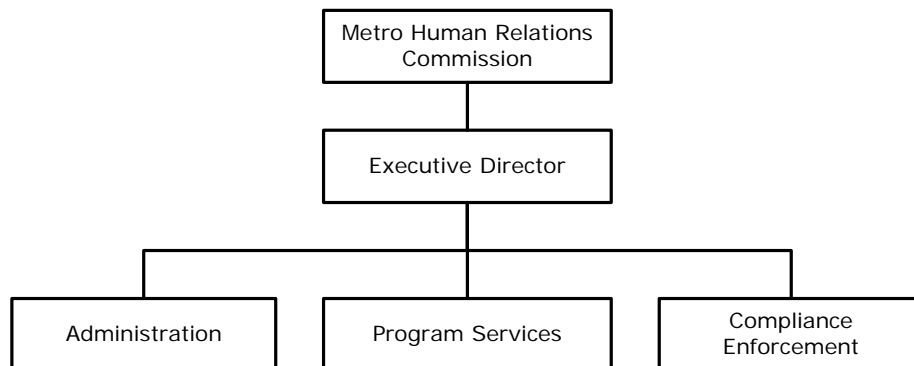 Metro Human Relations
Commission
Executive Director
Administration
Program Services
Compliance
Enforcement